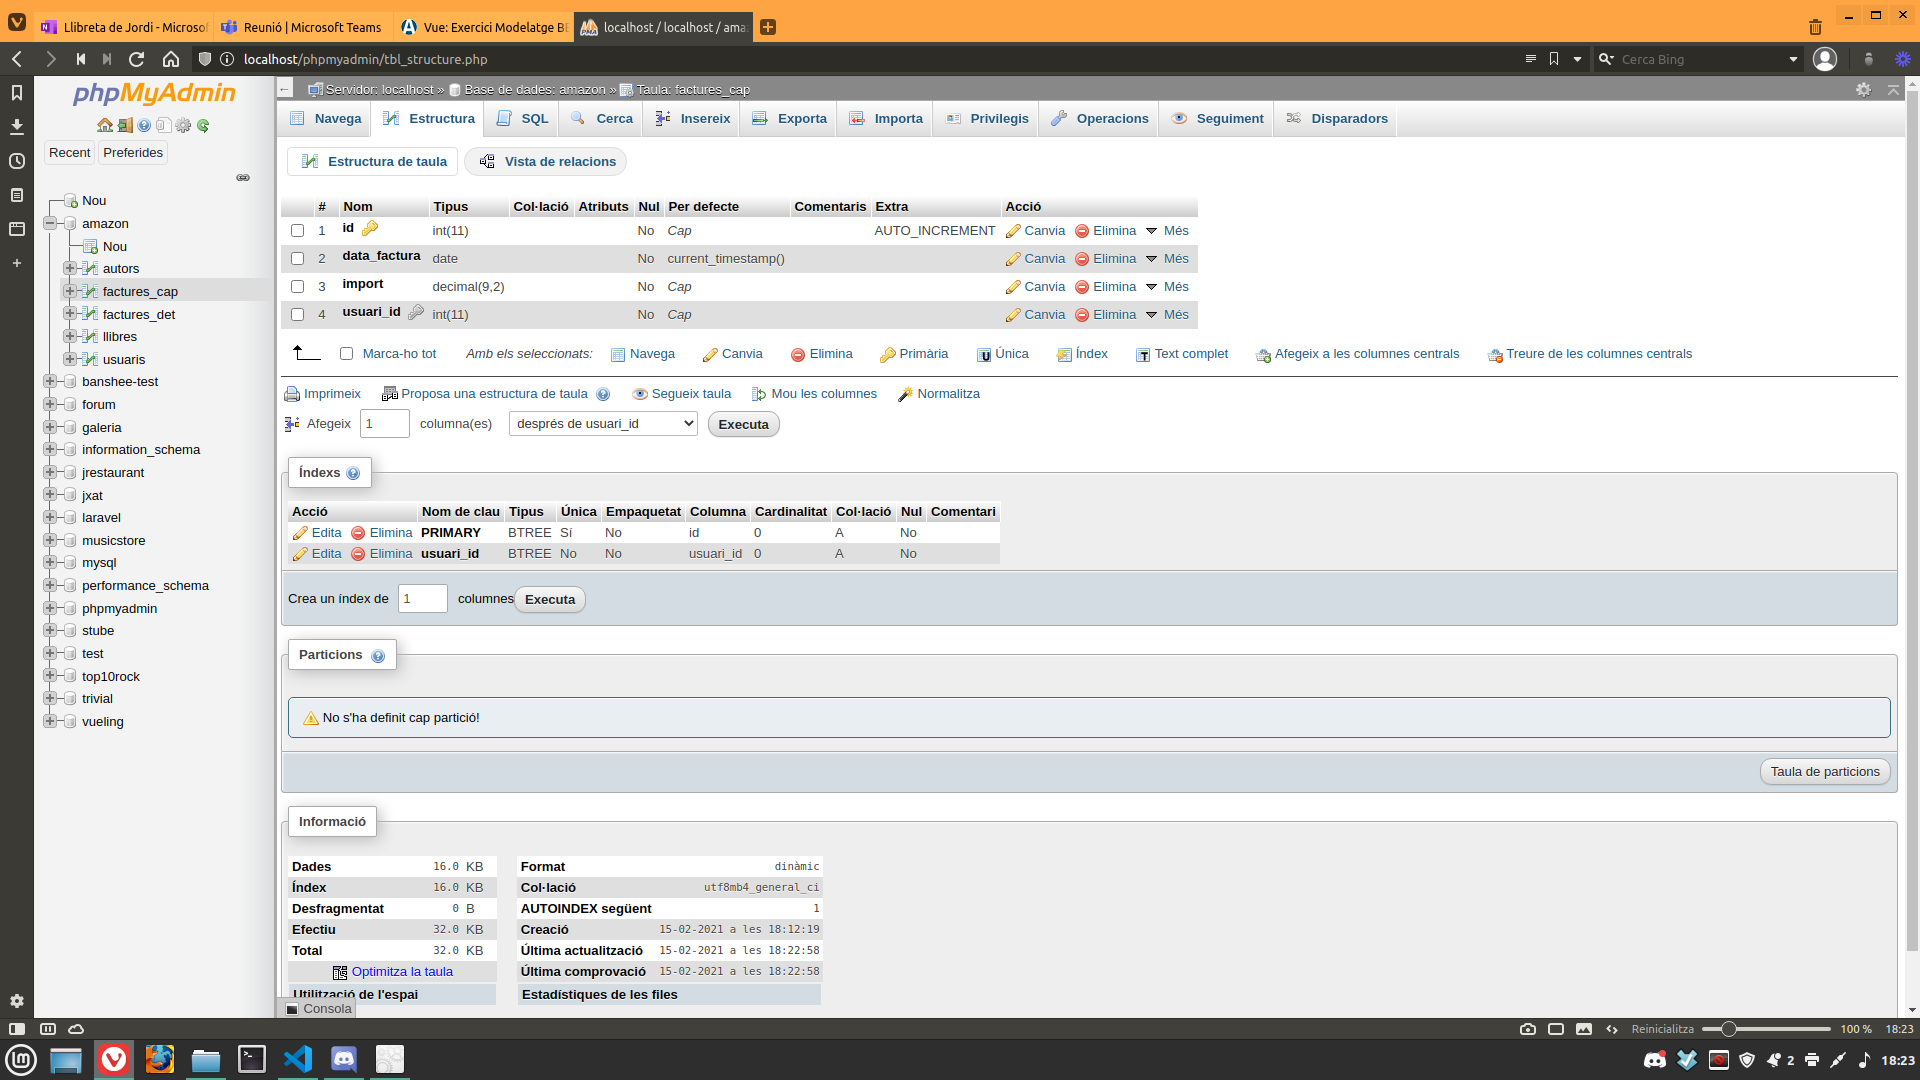 Llibreta de Jordi - Microsof
Reunió | Microsoft Teams
Vue: Exercici Modelatge BE
localhost / localhost / ama
localhost/phpmyadmin/tbl_structure.php
Cerca Bing
phpMyAdmin
Recent
Preferides
Nou
amazon
Nou
autors
factures_cap
factures_det
llibres
usuaris
banshee-test
forum
galeria
information_schema
jrestaurant
jxat
laravel
musicstore
mysql
performance_schema
phpmyadmin
stube
test
top10rock
trivial
vueling
Servidor: localhost » Base de dades: amazon » Taula: factures_cap
Navega Estructura SQL Cerca Insereix Exporta Importa Privilegis Operacions Seguiment Disparadors
Estructura de taula Vista de relacions
# Nom Tipus Col·lació Atributs Nul Per defecte Comentaris Extra Acció
1 id int(11) No Cap AUTO_INCREMENT Canvia Elimina Més
2 data_factura date No current_timestamp() Canvia Elimina Més
3 import decimal(9,2) No Cap Canvia Elimina Més
4 usuari_id int(11) No Cap Canvia Elimina Més
Marca-ho tot Amb els seleccionats: Navega Canvia Elimina Primària Única Índex Text complet Afegeix a les columnes centrals Treure de les columnes centrals
Imprimeix Proposa una estructura de taula Segueix taula Mou les columnes Normalitza
Afegeix 1 columna(es) després de usuari_id Executa
Índexs
Acció Nom de clau Tipus Única Empaquetat Columna Cardinalitat Col·lació Nul Comentari
Edita Elimina PRIMARY BTREE Sí No id 0 A No
Edita Elimina usuari_id BTREE No No usuari_id 0 A No
Crea un índex de 1 columnes Executa
Particions
No s'ha definit cap partició!
Taula de particions
Informació
Dades 16.0 KB
Índex 16.0 KB
Desfragmentat 0 B
Efectiu 32.0 KB
Total 32.0 KB
Optimitza la taula
Utilització de l'espai
Format dinàmic
Col·lació utf8mb4_general_ci
AUTOINDEX següent 1
Creació 15-02-2021 a les 18:12:19
Última actualització 15-02-2021 a les 18:22:58
Última comprovació 15-02-2021 a les 18:22:58
Estadístiques de les files
Consola
Reinicialitza 100 % 18:23
2 18:23